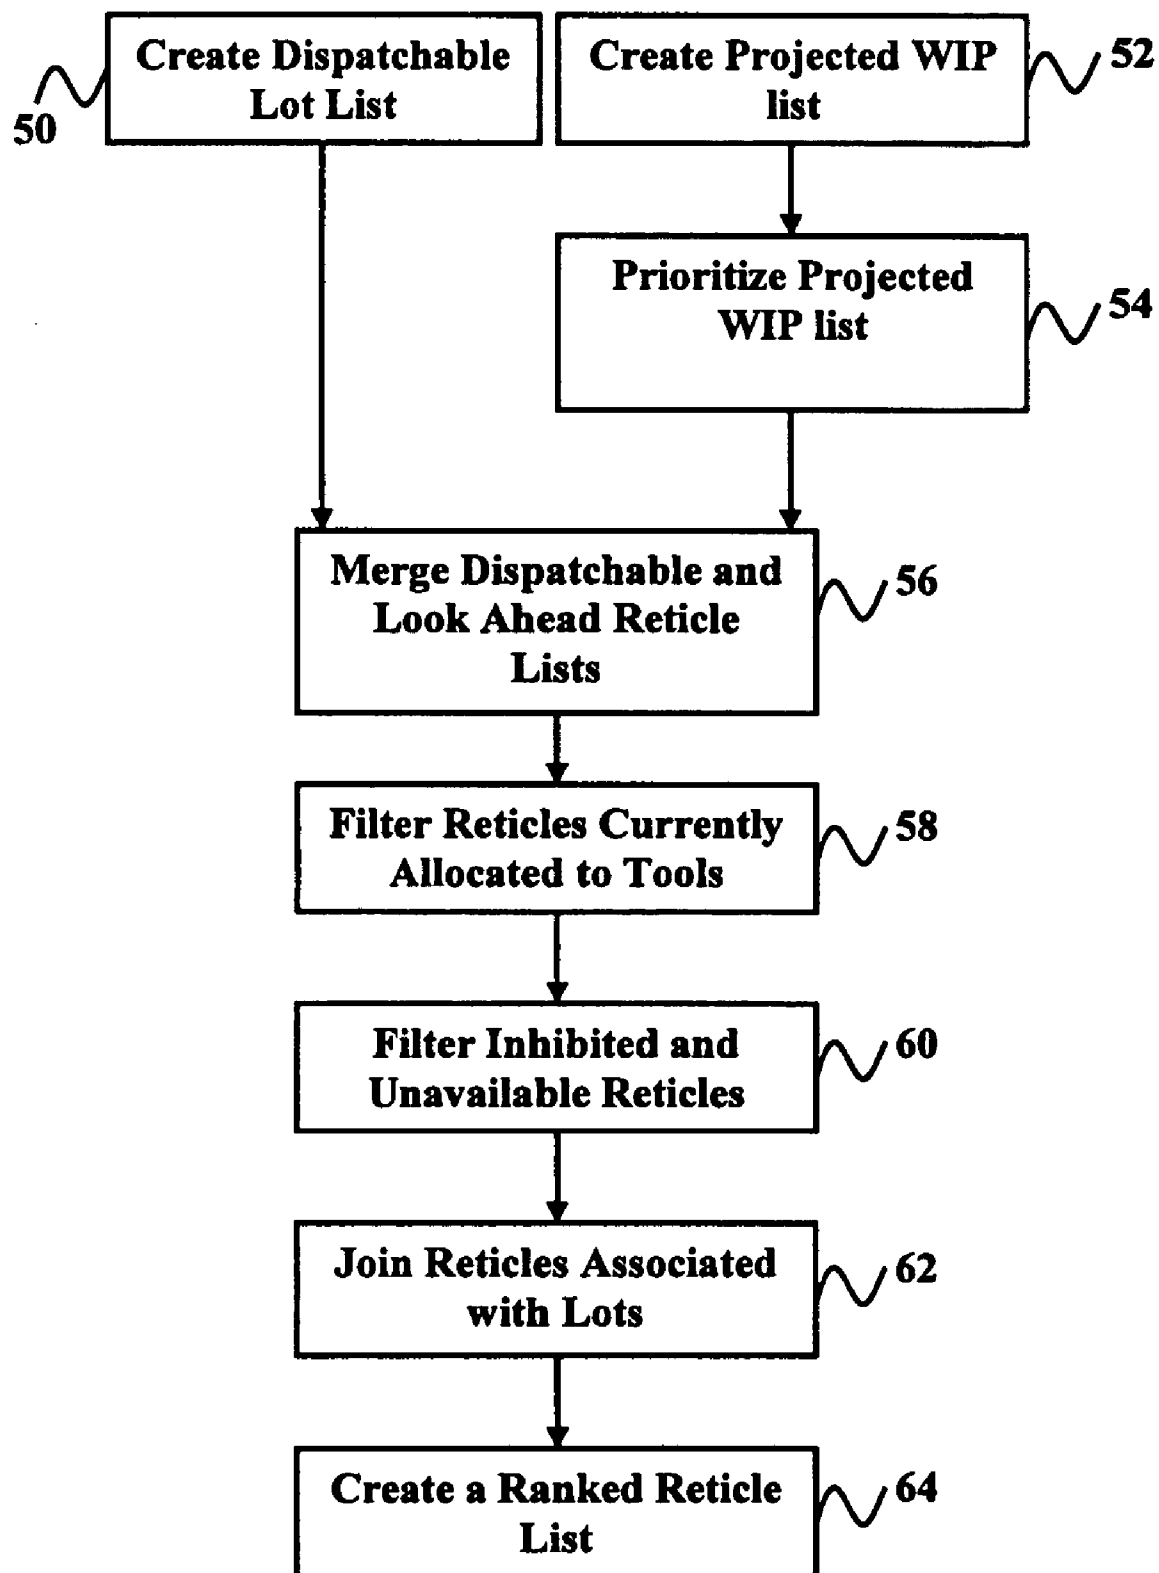 Create Dispatchable
Lot List
50
Create Projected WIP
list
52
Prioritize Projected
WIP list
54
Merge Dispatchable and
Look Ahead Reticle
Lists
56
Filter Reticles Currently
Allocated to Tools
58
Filter Inhibited and
Unavailable Reticles
60
Join Reticles Associated
with Lots
62
Create a Ranked Reticle
List
64